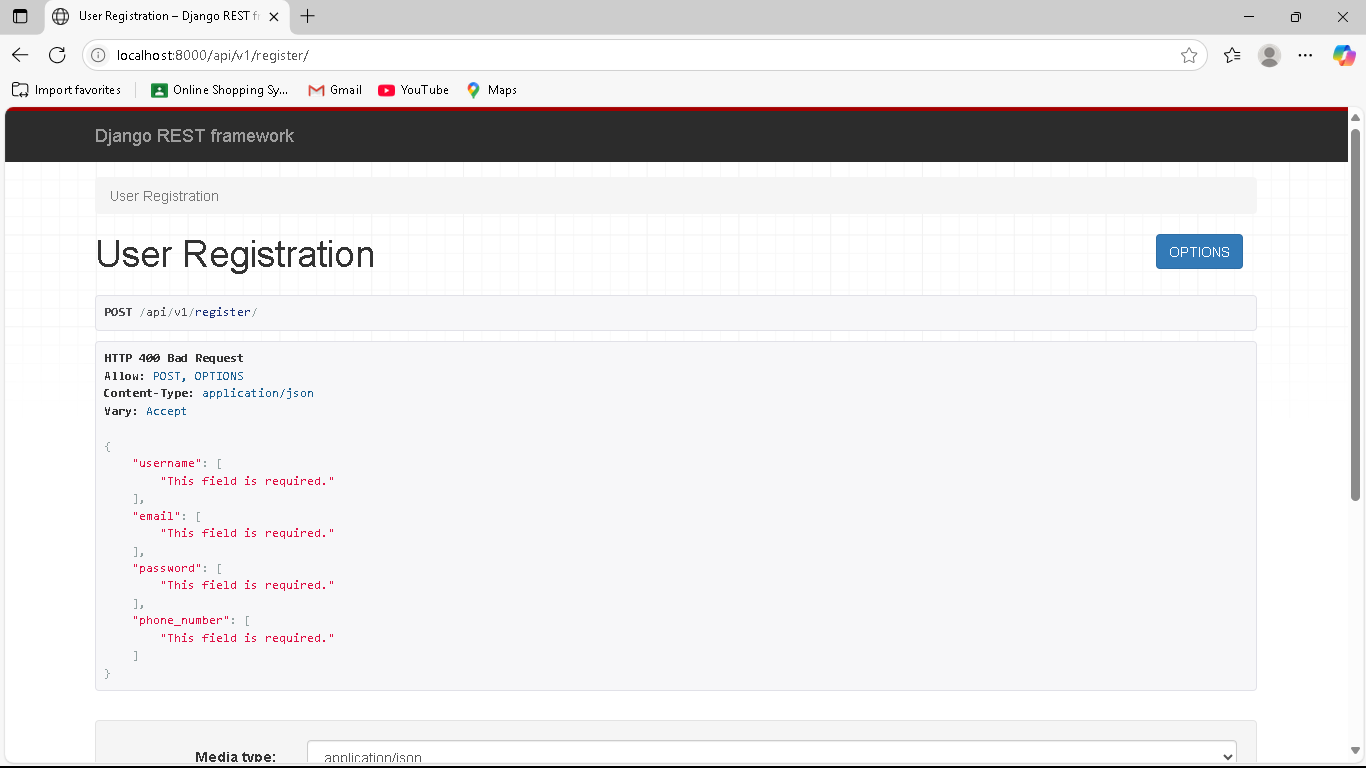 User Registration – Django REST fr
localhost:8000/api/v1/register/
Import favorites
Online Shopping Sy...
Gmail
YouTube
Maps
Django REST framework
User Registration
User Registration
OPTIONS
POST /api/v1/register/
HTTP 400 Bad Request
Allow: POST, OPTIONS
Content-Type: application/json
Vary: Accept
{
"username": [
"This field is required."
],
"email": [
"This field is required."
],
"password": [
"This field is required."
],
"phone_number": [
"This field is required."
]
}
Media type:
application/json